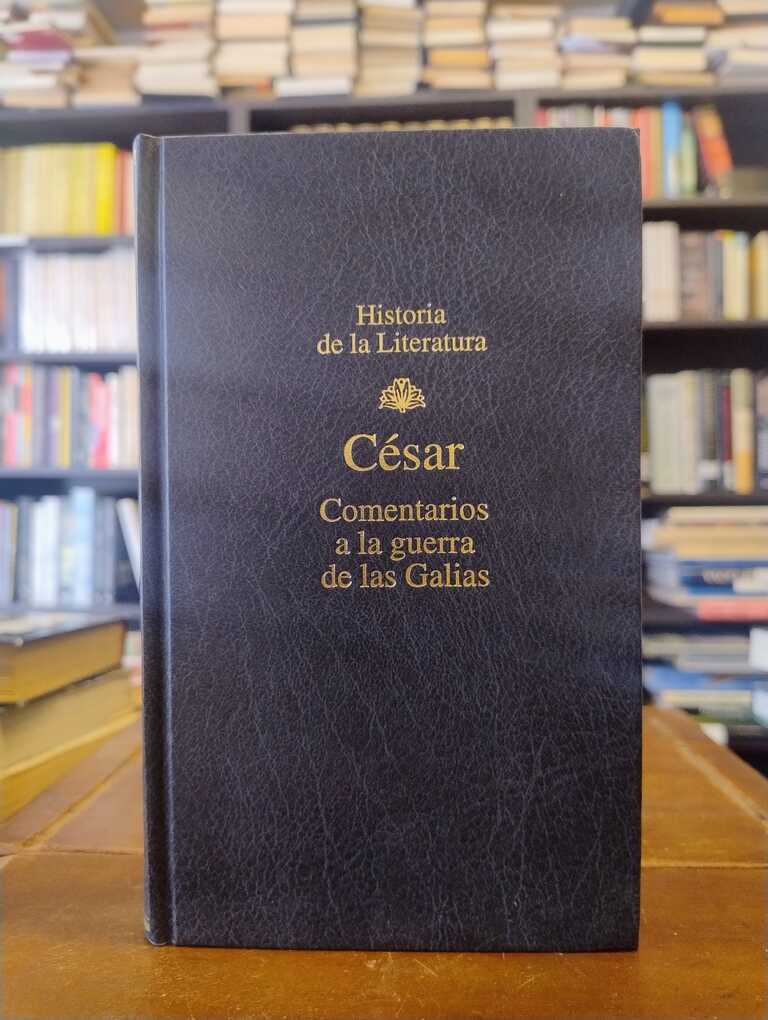 Historia
de la Literatura
César
Comentarios
a la guerra
de las Galias